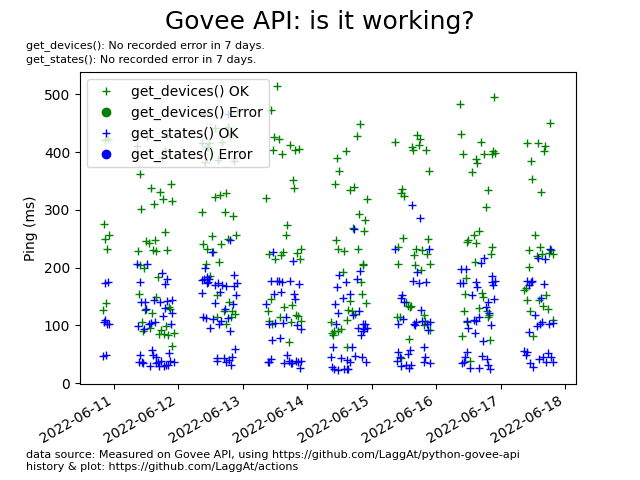 Govee API: is it working?
get_devices(): No recorded error in 7 days.
get_states(): No recorded error in 7 days.
get_devices() OK
get_devices() Error
get_states() OK
get_states() Error
Ping (ms)
500
400
300
200
100
0
2022-06-11
2022-06-12
2022-06-13
2022-06-14
2022-06-15
2022-06-16
2022-06-17
2022-06-18
data source: Measured on Govee API, using https://github.com/LaggAt/python-govee-api
history & plot: https://github.com/LaggAt/actions